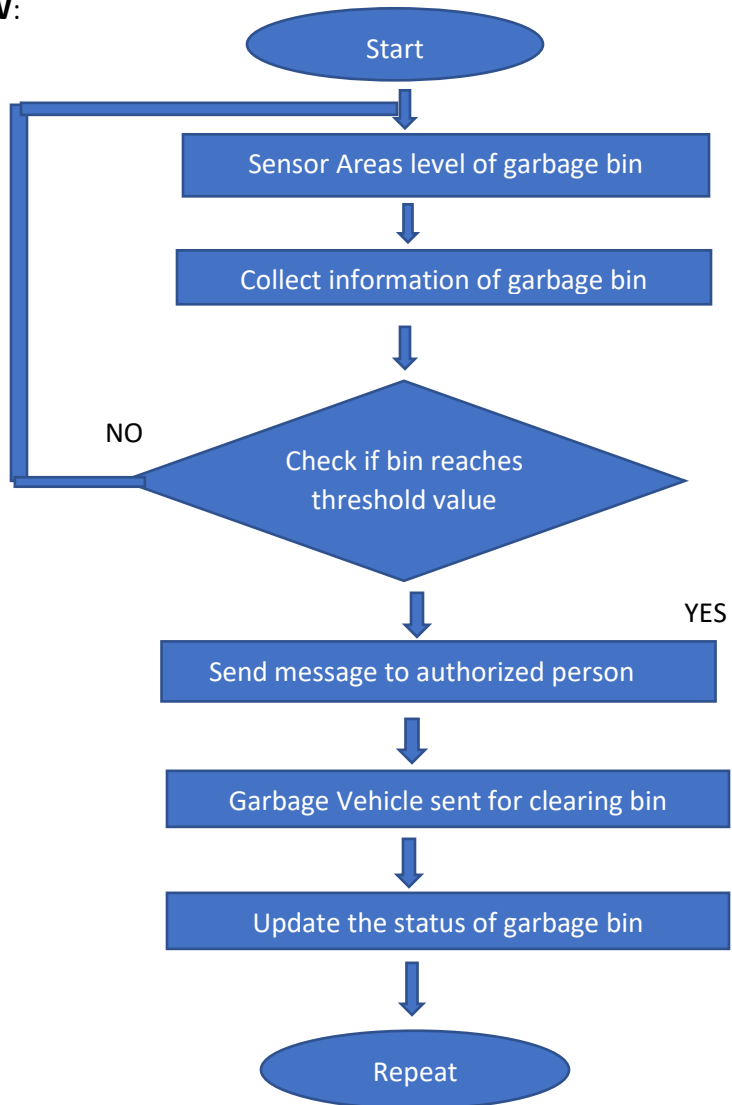 W:
Start
Sensor Areas level of garbage bin
Collect information of garbage bin
NO
Check if bin reaches
threshold value
YES
Send message to authorized person
Garbage Vehicle sent for clearing bin
Update the status of garbage bin
Repeat